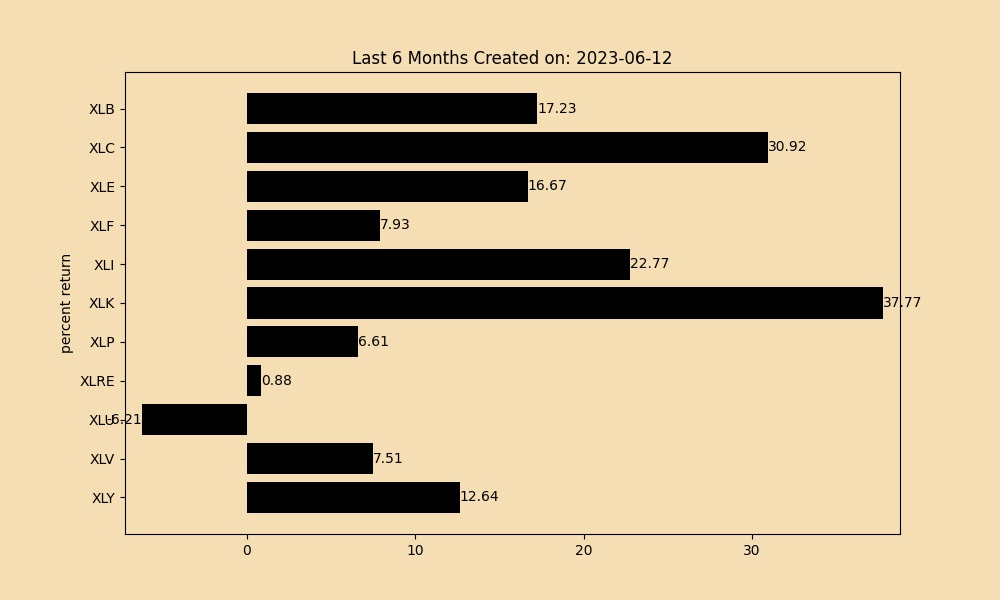 Last 6 Months Created on: 2023-06-12
percent return
XLB 17.23
XLC 30.92
XLE 16.67
XLF 7.93
XLI 22.77
XLK 37.77
XLP 6.61
XLRE 0.88
XLU -6.21
XLV 7.51
XLY 12.64
0 10 20 30